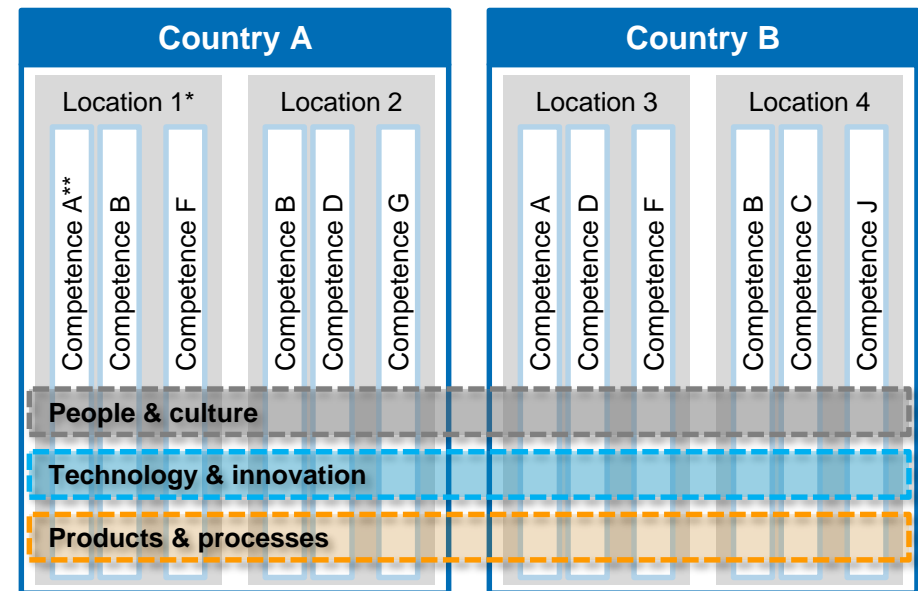 Country A
Country B
Location 1*
Location 2
Location 3
Location 4
Competence A**
Competence B
Competence F
Competence B
Competence D
Competence G
Competence A
Competence D
Competence F
Competence B
Competence C
Competence J
People & culture
Technology & innovation
Products & processes